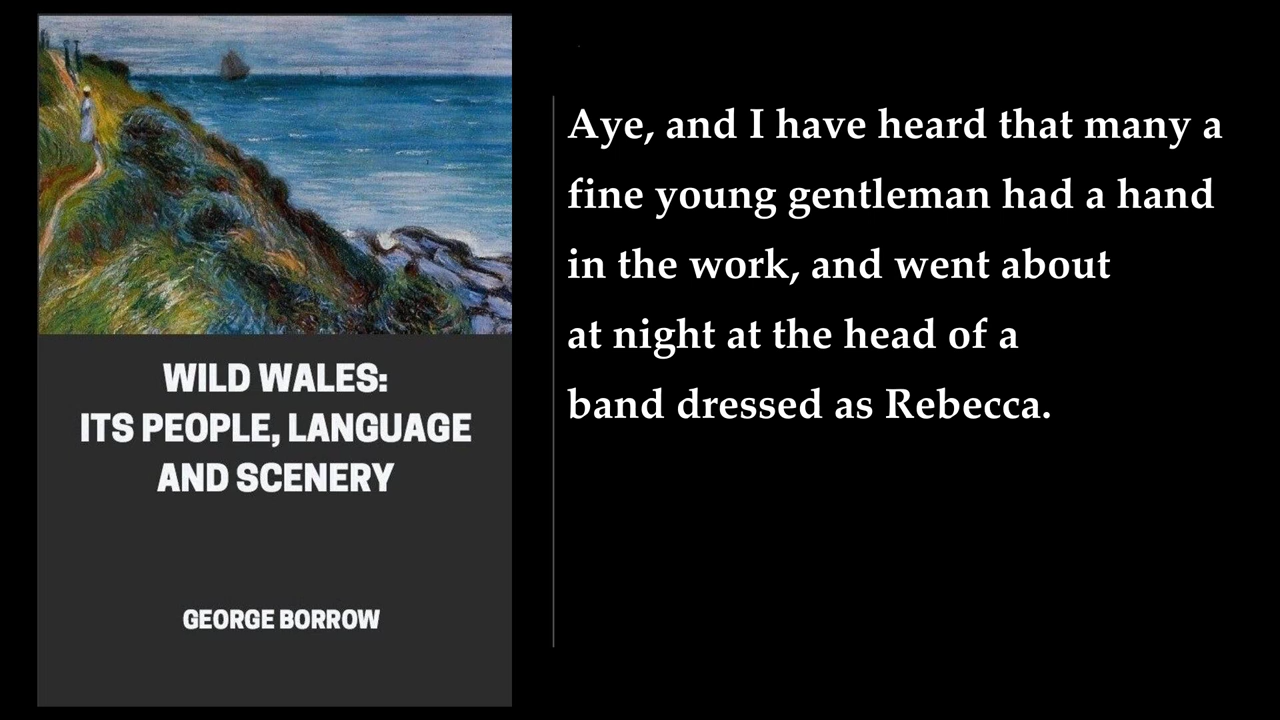 WILD WALES:
ITS PEOPLE, LANGUAGE
AND SCENERY
GEORGE BORROW
Aye, and I have heard that many a
fine young gentleman had a hand
in the work, and went about
at night at the head of a
band dressed as Rebecca.